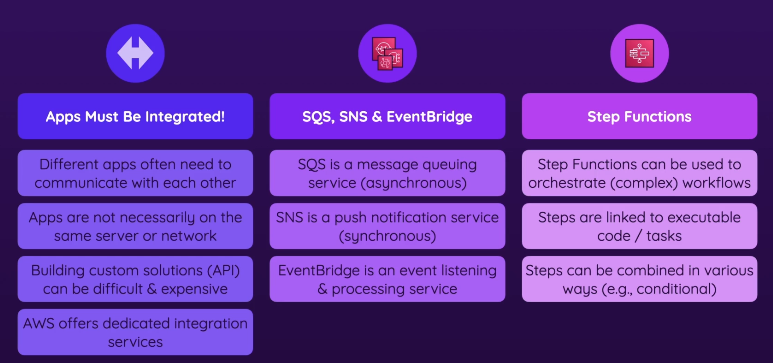 Apps Must Be Integrated!
Different apps often need to
communicate with each other
Apps are not necessarily on the
same server or network
Building custom solutions (API)
can be difficult & expensive
AWS offers dedicated integration
services
SQS, SNS & EventBridge
SQS is a message queuing
service (asynchronous)
SNS is a push notification service
(synchronous)
EventBridge is an event listening
& processing service
Step Functions
Step Functions can be used to
orchestrate (complex) workflows
Steps are linked to executable
code / tasks
Steps can be combined in various
ways (e.g., conditional)